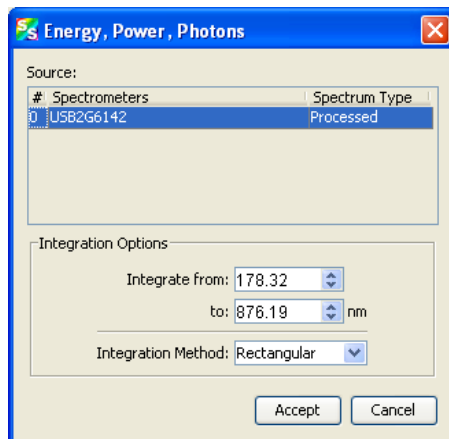 Energy, Power, Photons
Source:
# Spectrometers Spectrum Type
0 USB2G6142 Processed
Integration Options
Integrate from: 178.32
to: 876.19 nm
Integration Method: Rectangular
Accept Cancel